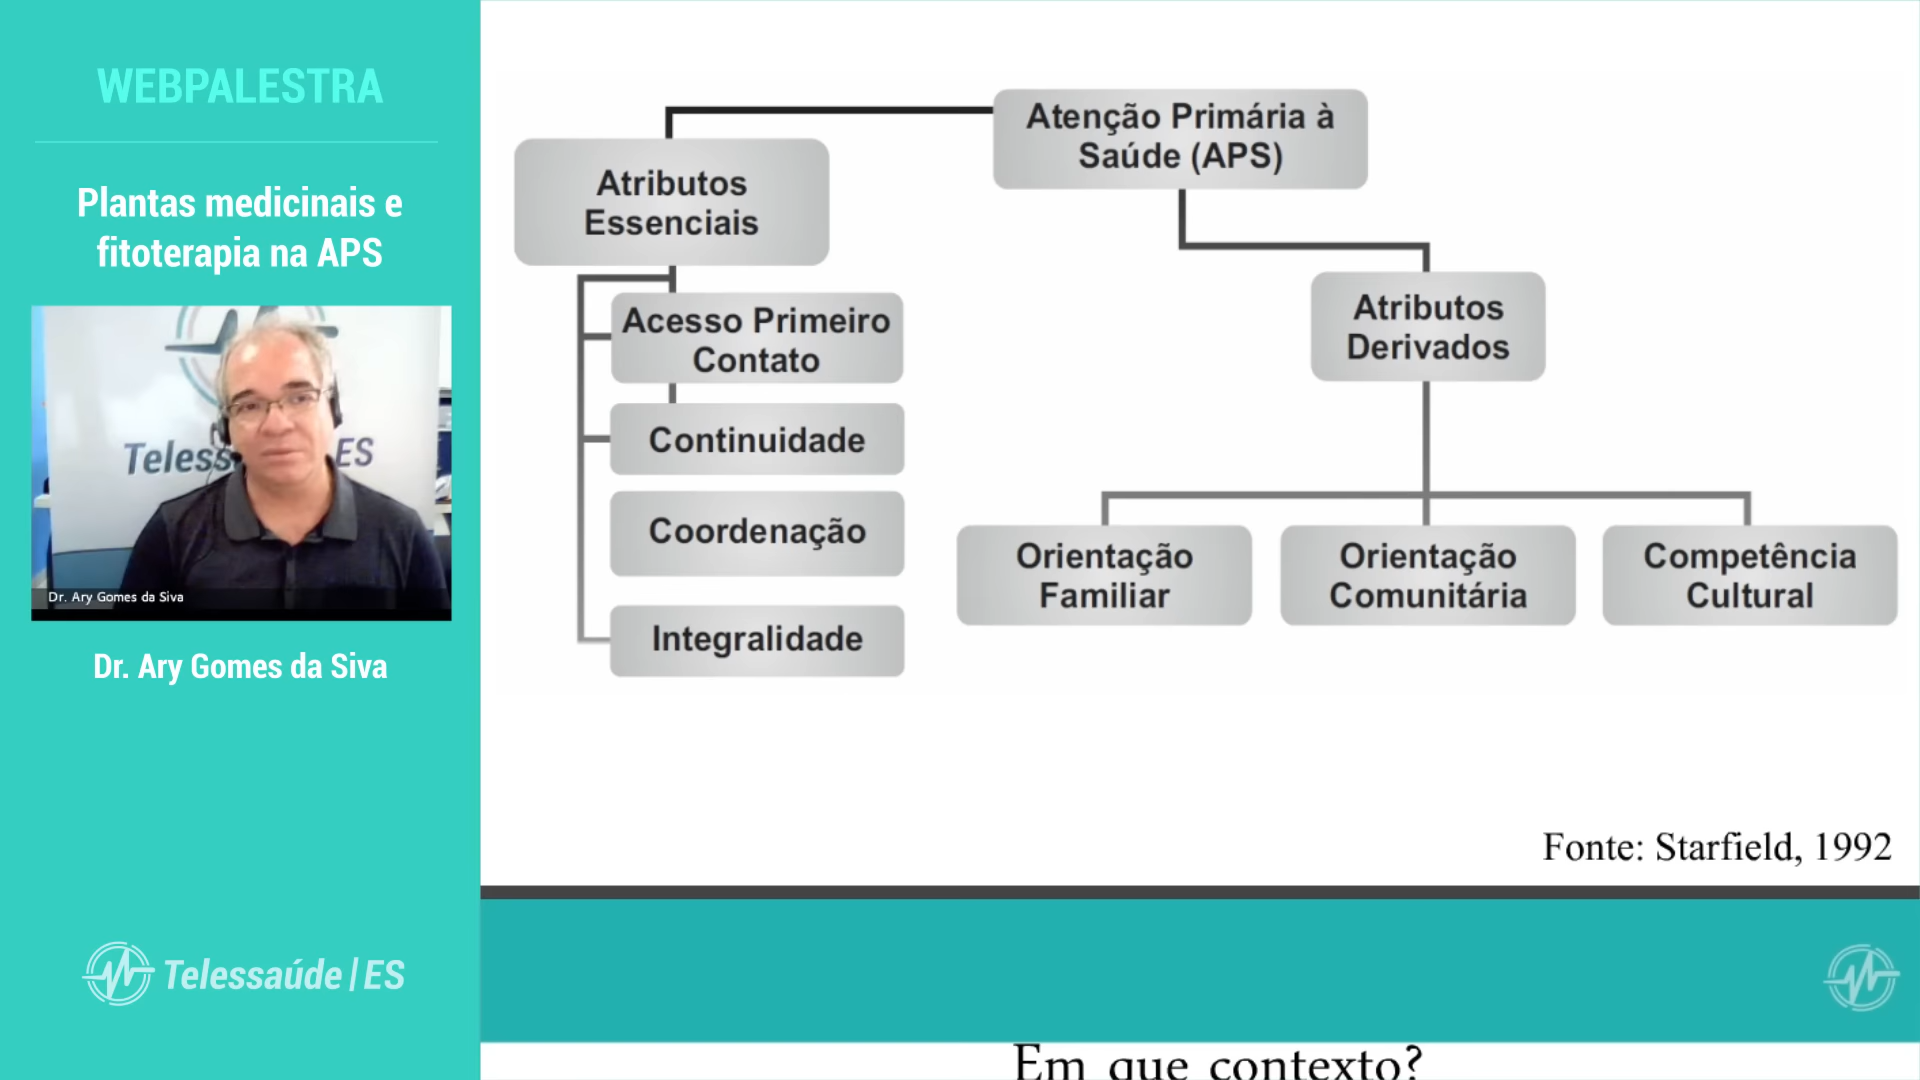 WEBPALESTRA
Plantas medicinais e
fitoterapia na APS
Teless
ES
Dr. Ary Gomes da Siva
Dr. Ary Gomes da Siva
Telessaúde|ES
Atenção Primária à
Saúde (APS)
Atributos
Essenciais
Acesso Primeiro
Contato
Continuidade
Coordenação
Integralidade
Atributos
Derivados
Orientação
Familiar
Orientação
Comunitária
Competência
Cultural
Fonte: Starfield, 1992
Em que contexto?